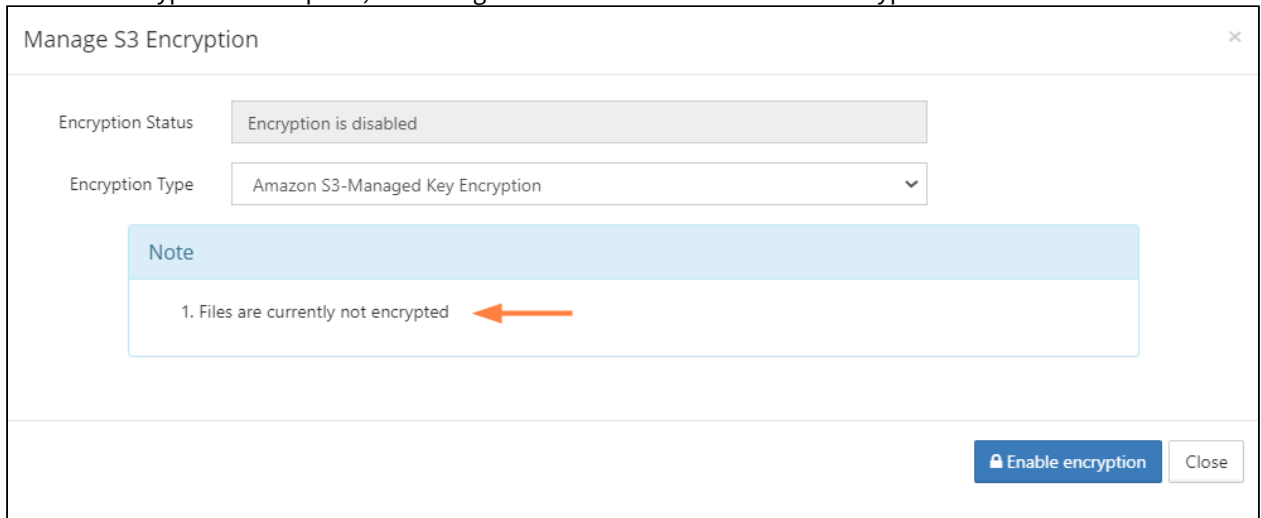 Manage S3 Encryption ×
Encryption Status Encryption is disabled
Encryption Type Amazon S3-Managed Key Encryption
Note
1. Files are currently not encrypted
Enable encryption Close